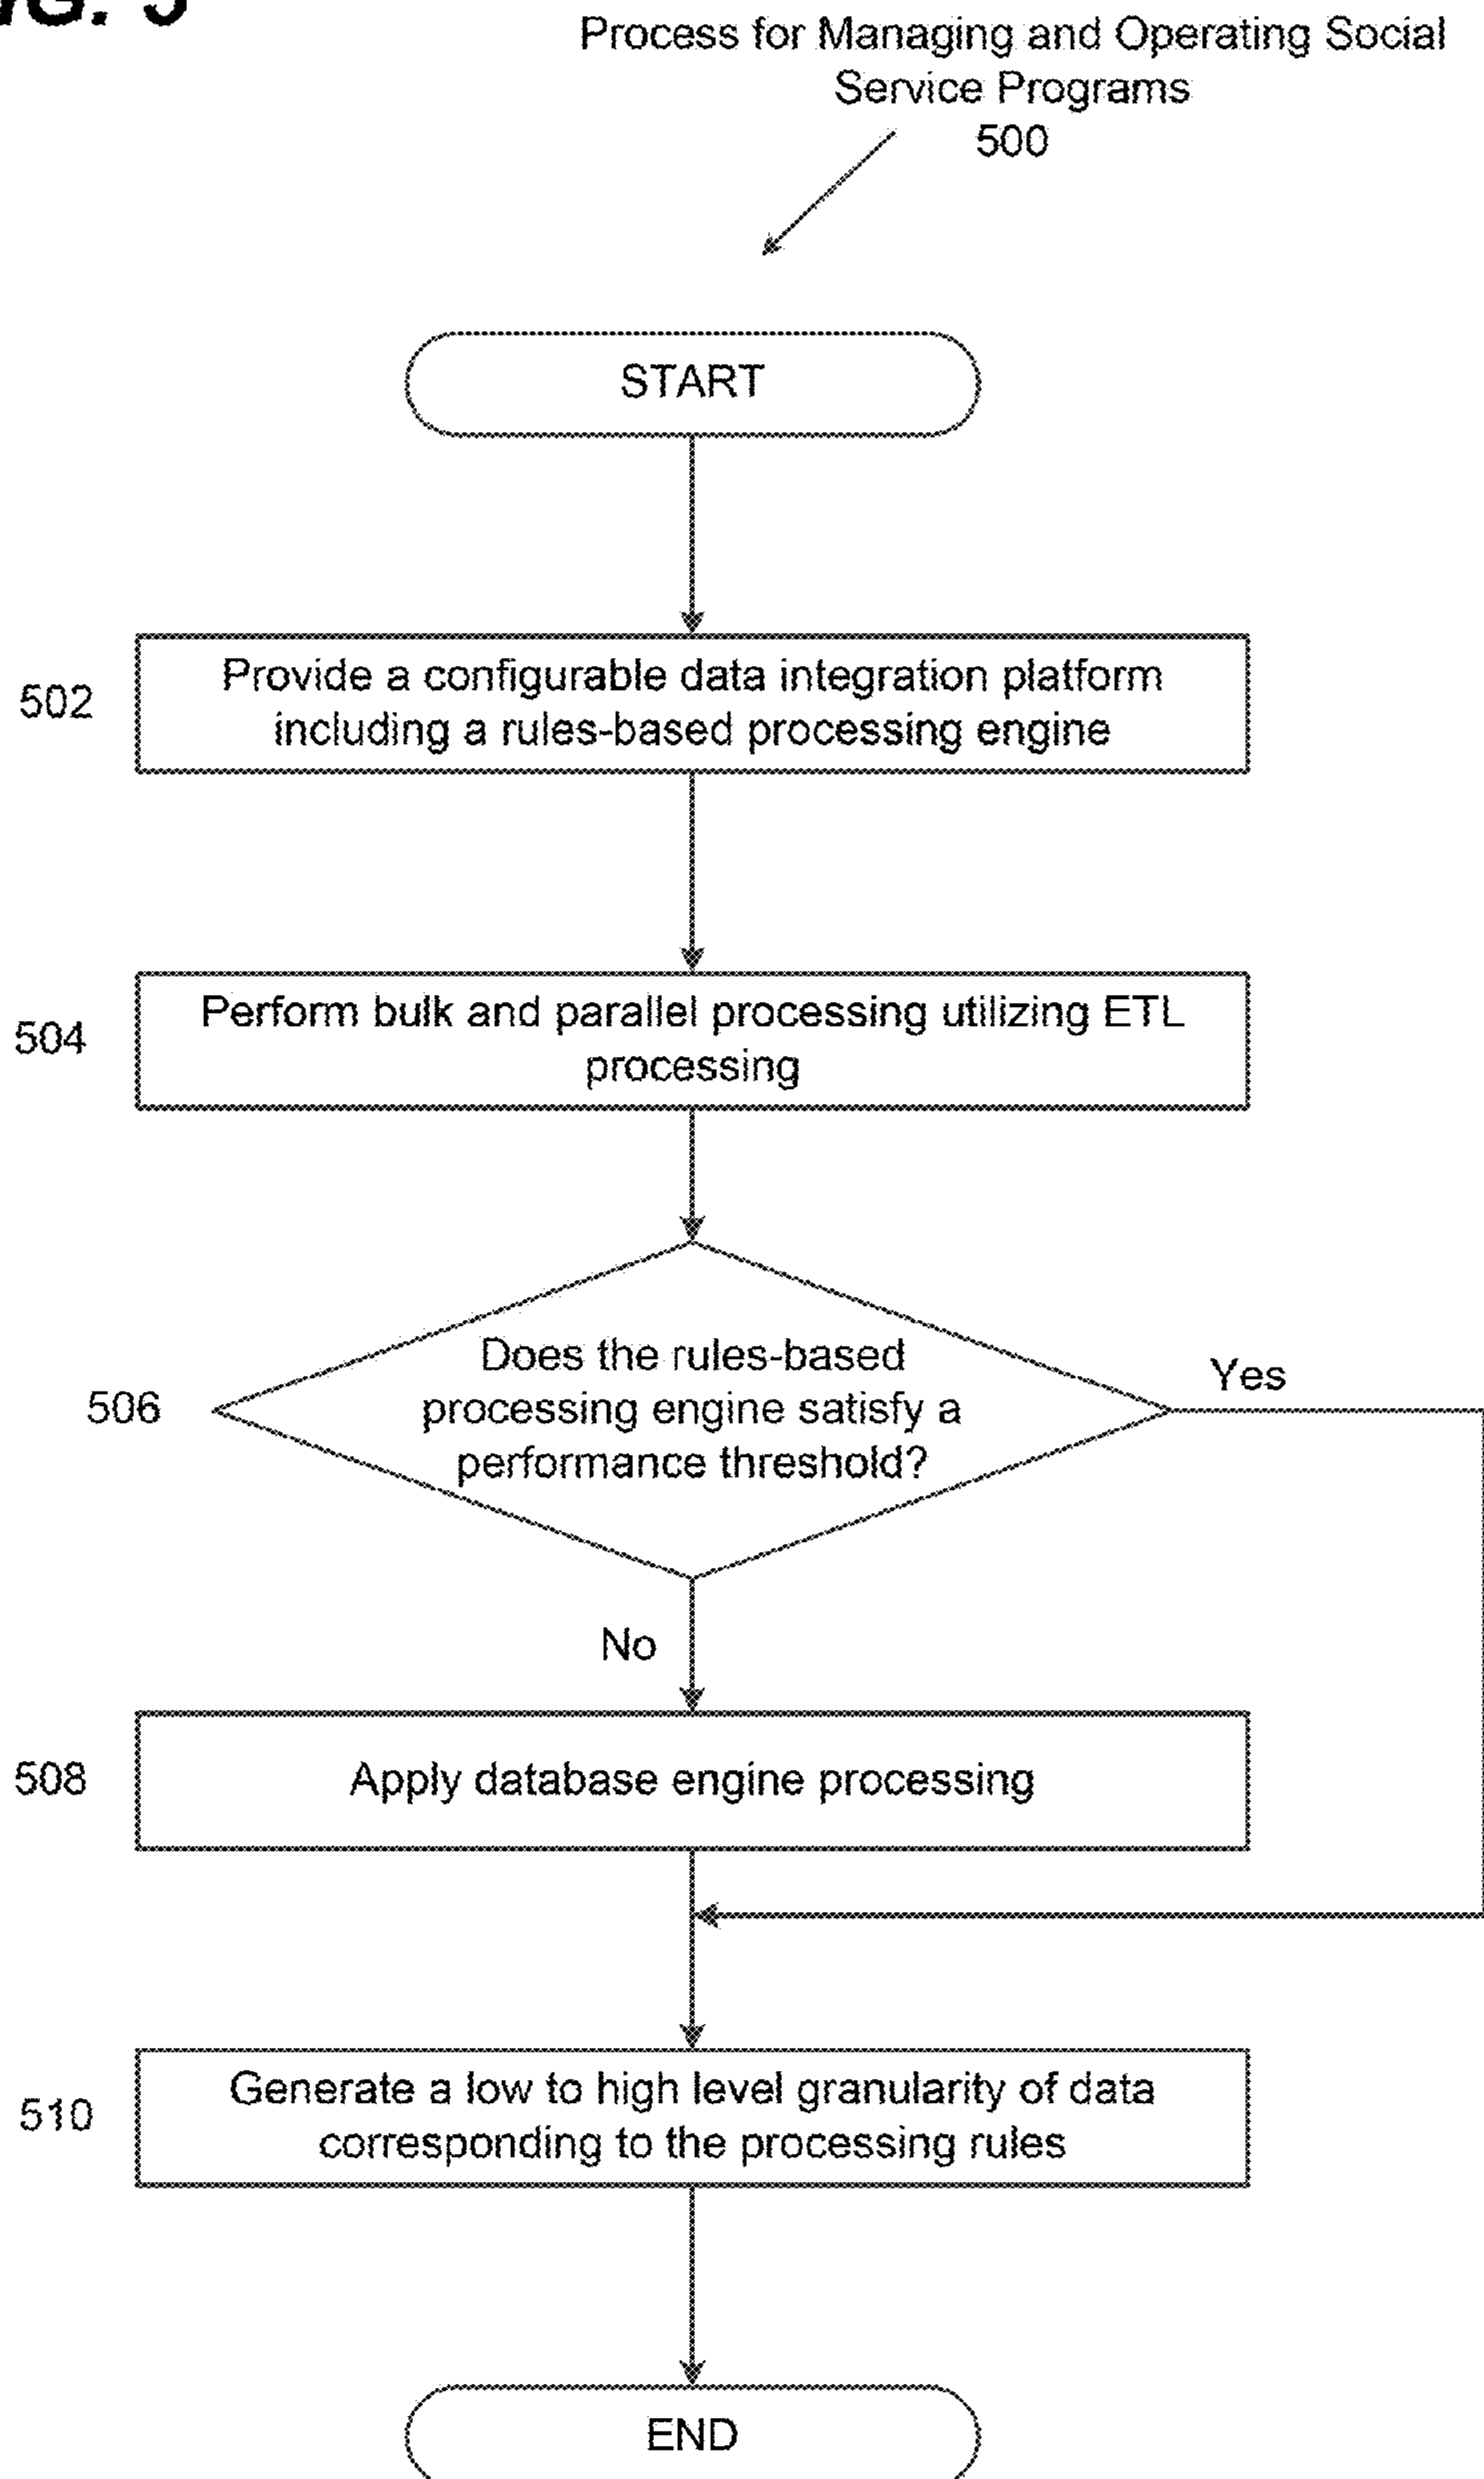 FIG. 5
Process for Managing and Operating Social
Service Programs
500
START
502
Provide a configurable data integration platform
including a rules-based processing engine
504
Perform bulk and parallel processing utilizing ETL
processing
506
Does the rules-based
processing engine satisfy a
performance threshold?
Yes
No
508
Apply database engine processing
510
Generate a low to high level granularity of data
corresponding to the processing rules
END